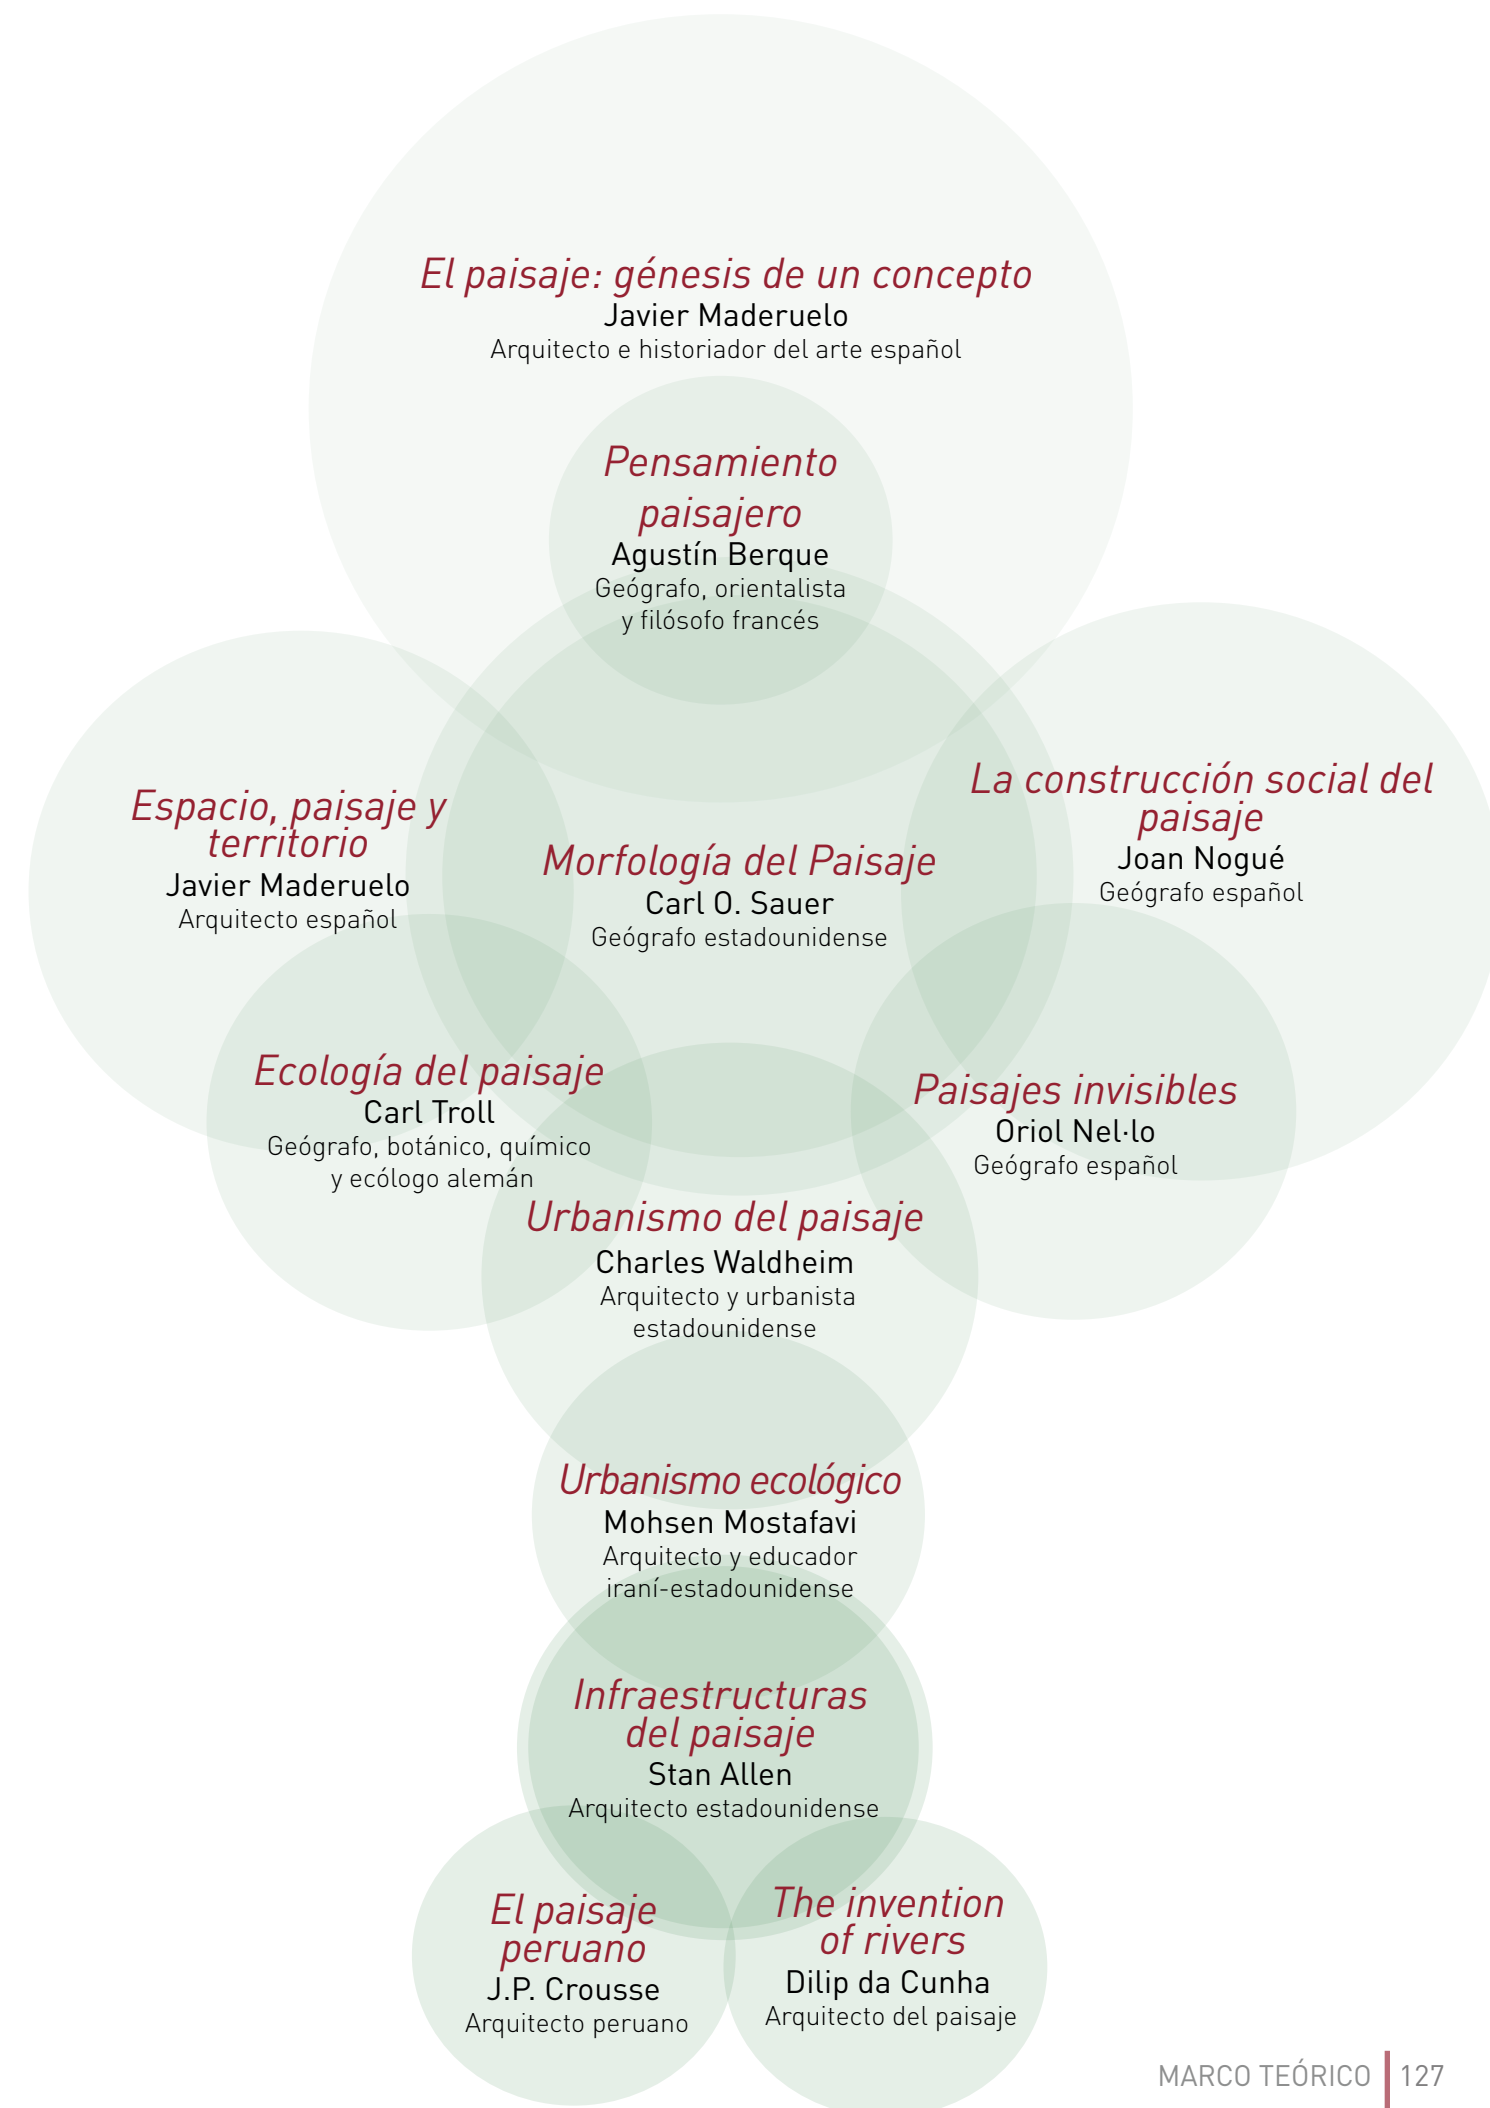 El paisaje: génesis de un concepto
Javier Maderuelo
Arquitecto e historiador del arte español
Pensamiento
paisajero
Agustín Berque
Geógrafo, orientalista
y filósofo francés
Espacio, paisaje y
territorio
Javier Maderuelo
Arquitecto español
Morfología del Paisaje
Carl O. Sauer
Geógrafo estadounidense
La construcción social del
paisaje
Joan Nogué
Geógrafo español
Ecología del paisaje
Carl Troll
Geógrafo, botánico, químico
y ecólogo alemán
Paisajes invisibles
Oriol Nel·lo
Geógrafo español
Urbanismo del paisaje
Charles Waldheim
Arquitecto y urbanista
estadounidense
Urbanismo ecológico
Mohsen Mostafavi
Arquitecto y educador
iraní-estadounidense
Infraestructuras
del paisaje
Stan Allen
Arquitecto estadounidense
El paisaje
peruano
J.P. Crousse
Arquitecto peruano
The invention
of rivers
Dilip da Cunha
Arquitecto del paisaje
MARCO TEÓRICO 127